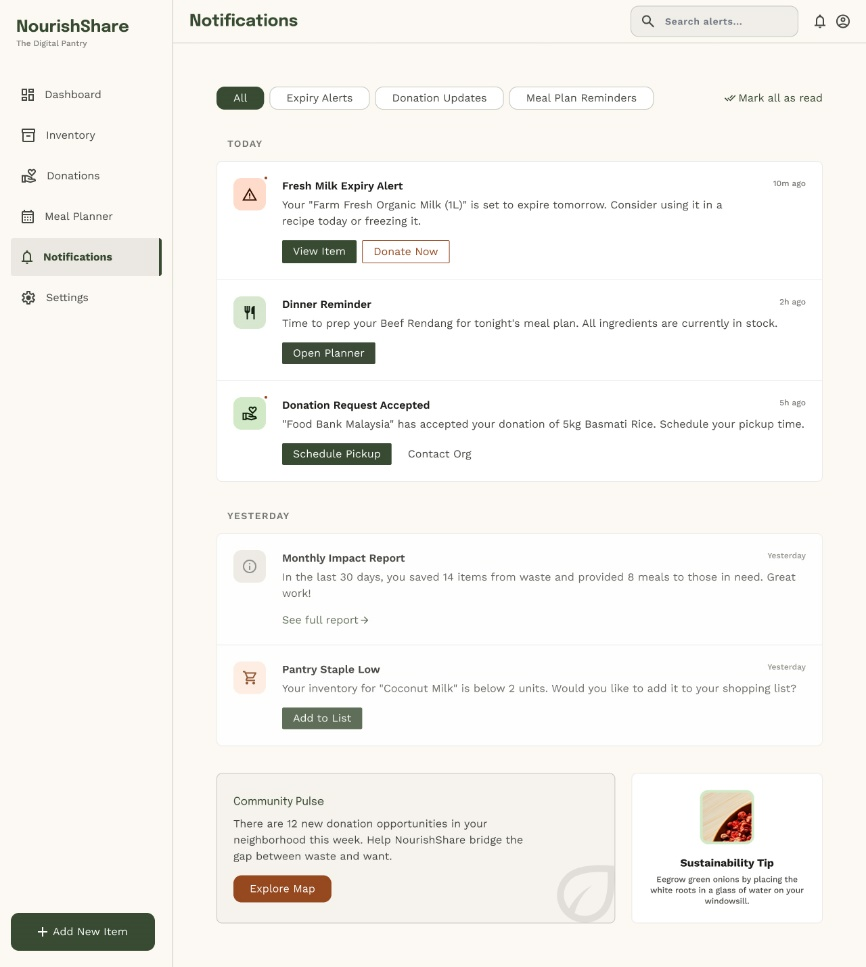 NourishShare
The Digital Pantry
Dashboard
Inventory
Donations
Meal Planner
Notifications
Settings
Add New Item
Notifications
Search alerts...
All
Expiry Alerts
Donation Updates
Meal Plan Reminders
Mark all as read
TODAY
Fresh Milk Expiry Alert
10m ago
Your "Farm Fresh Organic Milk (1L)" is set to expire tomorrow. Consider using it in a
recipe today or freezing it.
View Item
Donate Now
Dinner Reminder
2h ago
Time to prep your Beef Rendang for tonight's meal plan. All ingredients are currently in stock.
Open Planner
Donation Request Accepted
5h ago
"Food Bank Malaysia" has accepted your donation of 5kg Basmati Rice. Schedule your pickup time.
Schedule Pickup
Contact Org
YESTERDAY
Monthly Impact Report
Yesterday
In the last 30 days, you saved 14 items from waste and provided 8 meals to those in need. Great
work!
See full report →
Pantry Staple Low
Yesterday
Your inventory for "Coconut Milk" is below 2 units. Would you like to add it to your shopping list?
Add to List
Community Pulse
There are 12 new donation opportunities in your
neighborhood this week. Help NourishShare bridge the
gap between waste and want.
Explore Map
Sustainability Tip
Eegrow green onions by placing the
white roots in a glass of water on your
windowsill.